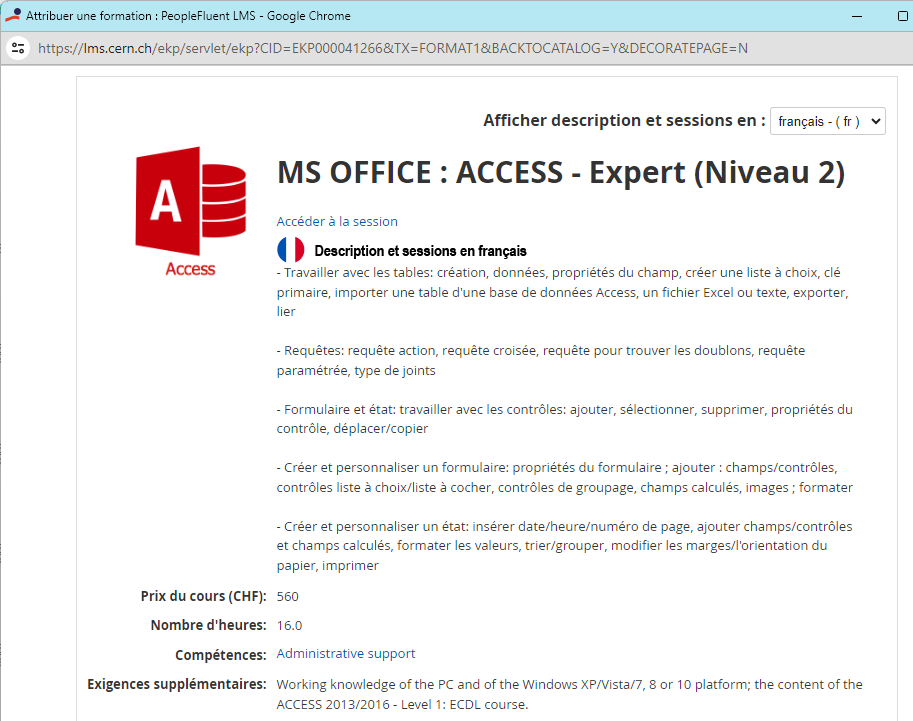 Attribuer une formation : PeopleFluent LMS - Google Chrome
https://lms.cern.ch/ekp/servlet/ekp?CID=EKP000041266&TX=FORMAT1&BACKTOCATALOG=Y&DECORATEPAGE=N
Afficher description et sessions en : français - ( fr )
A
Access
MS OFFICE : ACCESS - Expert (Niveau 2)
Accéder à la session
Description et sessions en français
- Travailler avec les tables: création, données, propriétés du champ, créer une liste à choix, clé
primaire, importer une table d'une base de données Access, un fichier Excel ou texte, exporter,
lier
- Requêtes: requête action, requête croisée, requête pour trouver les doublons, requête
paramétrée, type de joints
- Formulaire et état: travailler avec les contrôles: ajouter, sélectionner, supprimer, propriétés du
contrôle, déplacer/copier
- Créer et personnaliser un formulaire: propriétés du formulaire ; ajouter : champs/contrôles,
contrôles liste à choix/liste à cocher, contrôles de groupage, champs calculés, images ; formater
- Créer et personnaliser un état: insérer date/heure/numéro de page, ajouter champs/contrôles
et champs calculés, formater les valeurs, trier/grouper, modifier les marges/l'orientation du
papier, imprimer
Prix du cours (CHF): 560
Nombre d'heures: 16.0
Compétences: Administrative support
Exigences supplémentaires: Working knowledge of the PC and of the Windows XP/Vista/7, 8 or 10 platform; the content of the
ACCESS 2013/2016 - Level 1: ECDL course.